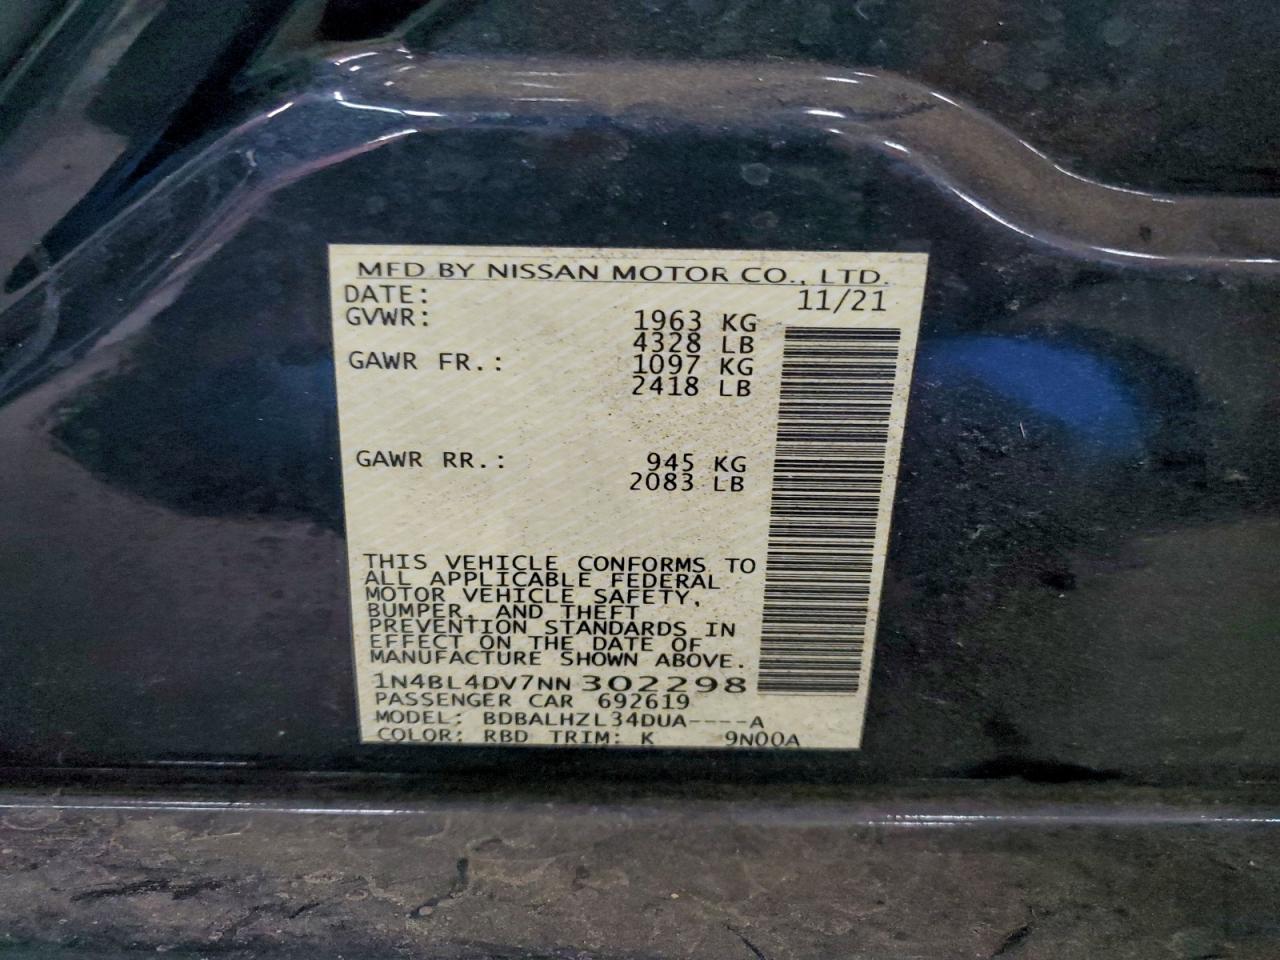 MFD BY NISSAN MOTOR CO., LTD.
DATE: 11/21
GVWR: 1963 KG
4328 LB
GAWR FR.: 1097 KG
2418 LB
GAWR RR.: 945 KG
2083 LB
THIS VEHICLE CONFORMS TO
ALL APPLICABLE FEDERAL
MOTOR VEHICLE SAFETY,
BUMPER, AND THEFT
PREVENTION STANDARDS IN
EFFECT ON THE DATE OF
MANUFACTURE SHOWN ABOVE.
1N4BL4DV7NN302298
PASSENGER CAR 692619
MODEL: BDBALHZL34DUA----A
COLOR: RBD TRIM: K 9N00A